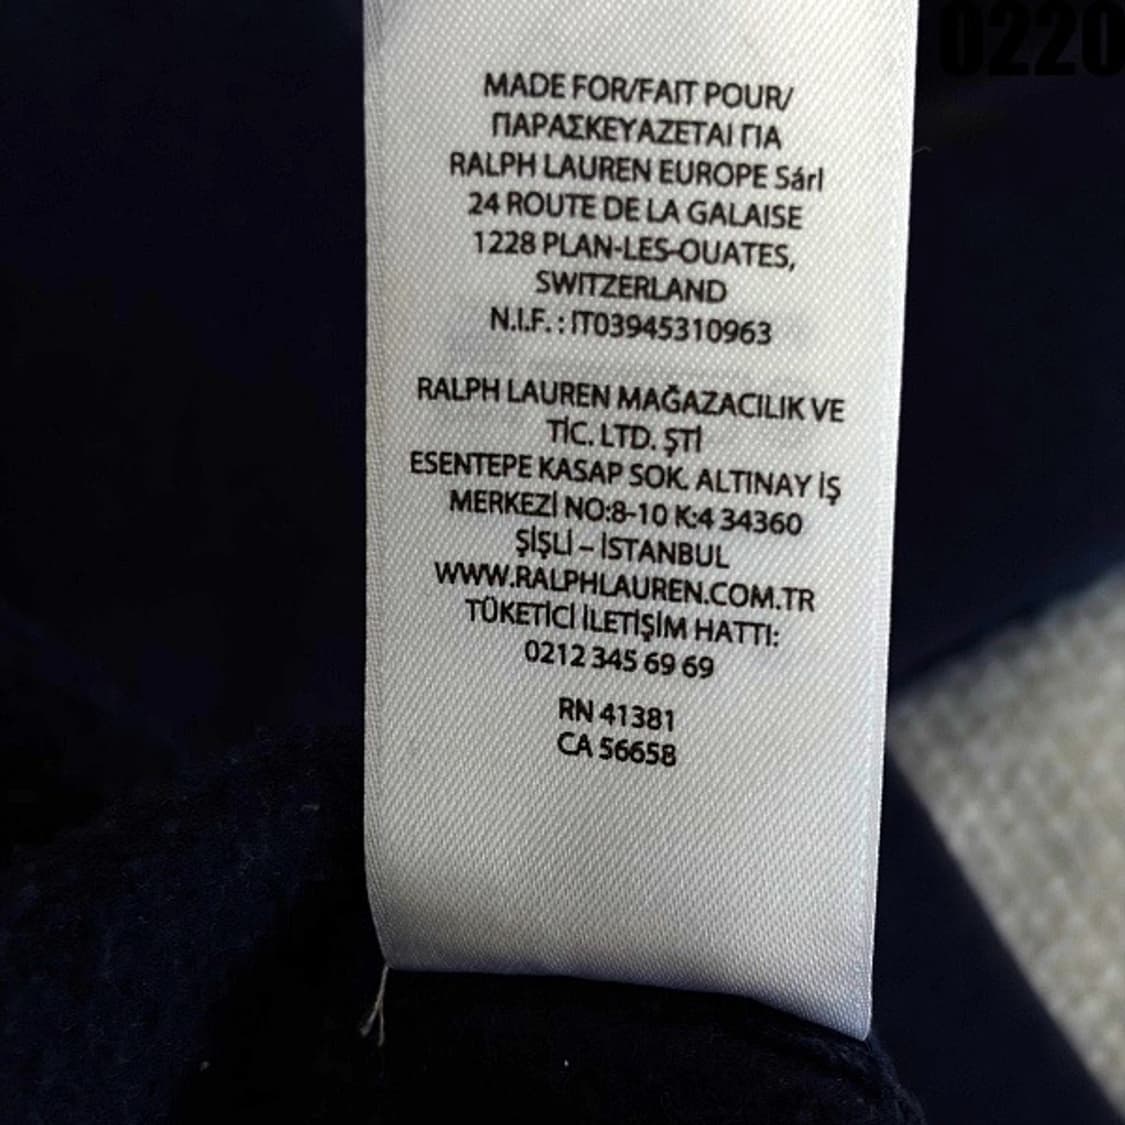 0220
MADE FOR/FAIT POUR/
ΠΑΡΑΣΚΕΥΑΖΕΤΑΙ ΓΙΑ
RALPH LAUREN EUROPE Sárl
24 ROUTE DE LA GALAISE
1228 PLAN-LES-OUATES,
SWITZERLAND
N.I.F. : IT03945310963
RALPH LAUREN MAĞAZACILIK VE
TİC. LTD. ŞTİ
ESENTEPE KASAP SOK. ALTINAY İŞ
MERKEZİ NO:8-10 K:4 34360
ŞİŞLİ – İSTANBUL
WWW.RALPHLAUREN.COM.TR
TÜKETİCİ İLETİŞİM HATTI:
0212 345 69 69
RN 41381
CA 56658